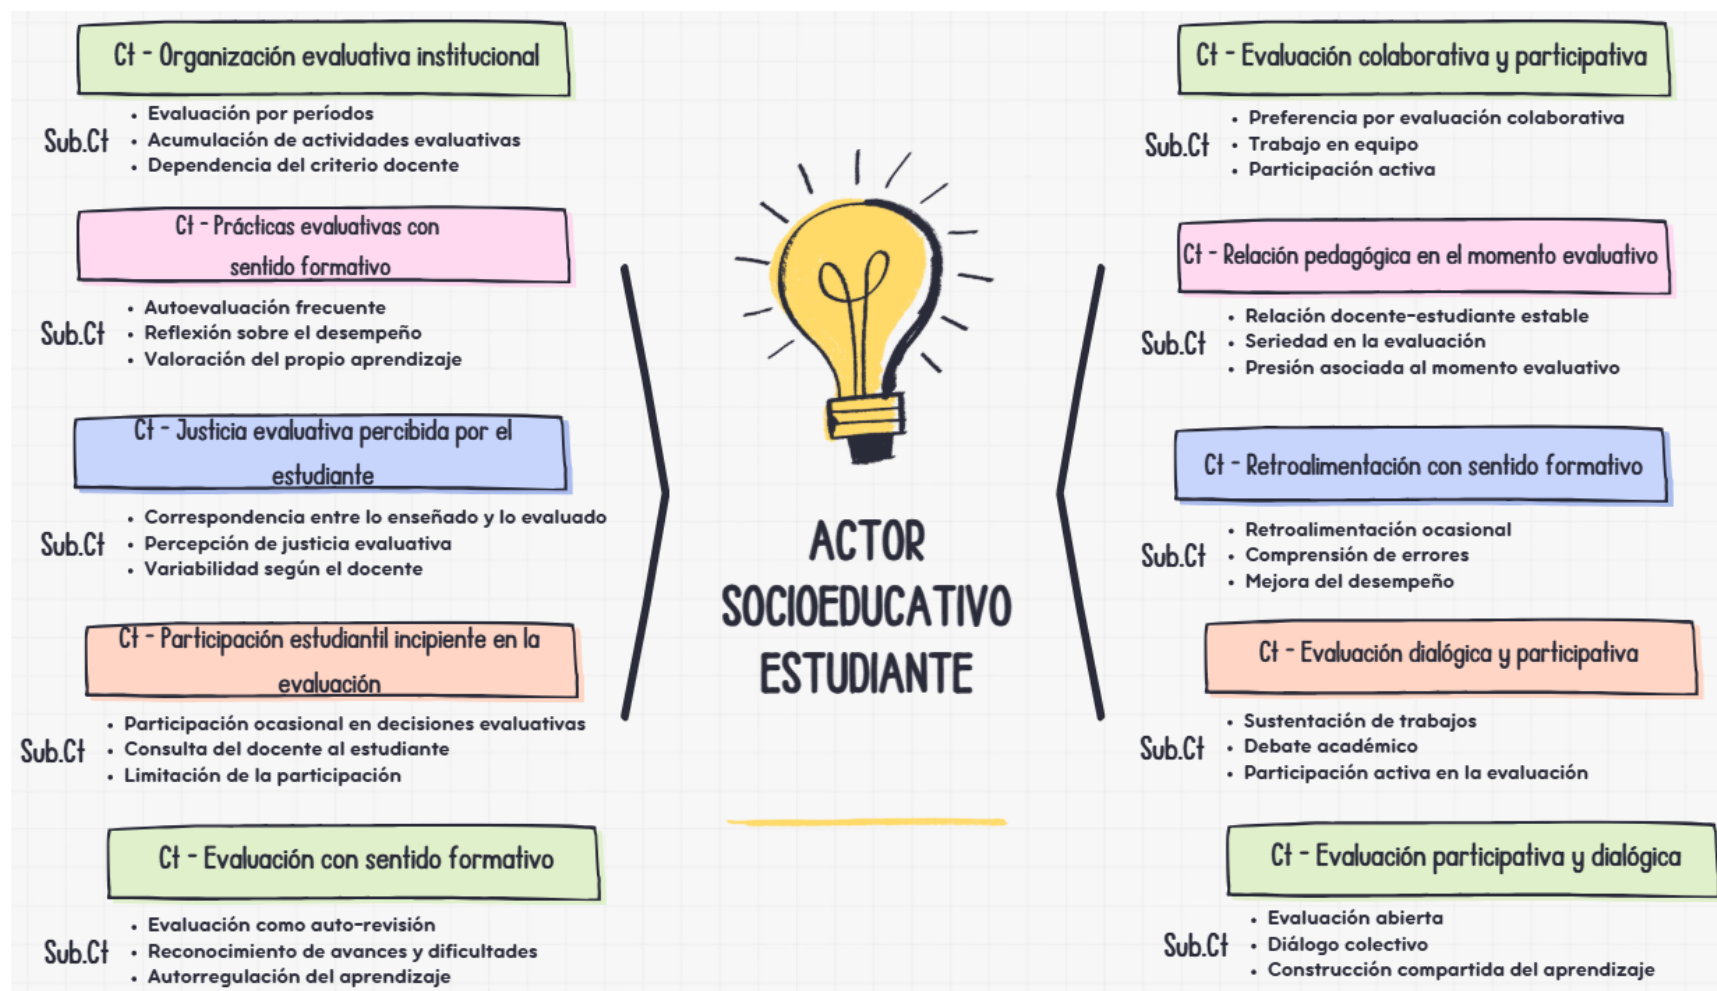 Ct - Organización evaluativa institucional
Sub.Ct
• Evaluación por períodos
• Acumulación de actividades evaluativas
• Dependencia del criterio docente
Ct - Prácticas evaluativas con
sentido formativo
Sub.Ct
• Autoevaluación frecuente
• Reflexión sobre el desempeño
• Valoración del propio aprendizaje
Ct - Justicia evaluativa percibida por el
estudiante
Sub.Ct
• Correspondencia entre lo enseñado y lo evaluado
• Percepción de justicia evaluativa
• Variabilidad según el docente
Ct - Participación estudiantil incipiente en la
evaluación
Sub.Ct
• Participación ocasional en decisiones evaluativas
• Consulta del docente al estudiante
• Limitación de la participación
Ct - Evaluación con sentido formativo
Sub.Ct
• Evaluación como auto-revisión
• Reconocimiento de avances y dificultades
• Autorregulación del aprendizaje
ACTOR
SOCIOEDUCATIVO
ESTUDIANTE
Ct - Evaluación colaborativa y participativa
Sub.Ct
• Preferencia por evaluación colaborativa
• Trabajo en equipo
• Participación activa
Ct - Relación pedagógica en el momento evaluativo
Sub.Ct
• Relación docente-estudiante estable
• Seriedad en la evaluación
• Presión asociada al momento evaluativo
Ct - Retroalimentación con sentido formativo
Sub.Ct
• Retroalimentación ocasional
• Comprensión de errores
• Mejora del desempeño
Ct - Evaluación dialógica y participativa
Sub.Ct
• Sustentación de trabajos
• Debate académico
• Participación activa en la evaluación
Ct - Evaluación participativa y dialógica
Sub.Ct
• Evaluación abierta
• Diálogo colectivo
• Construcción compartida del aprendizaje